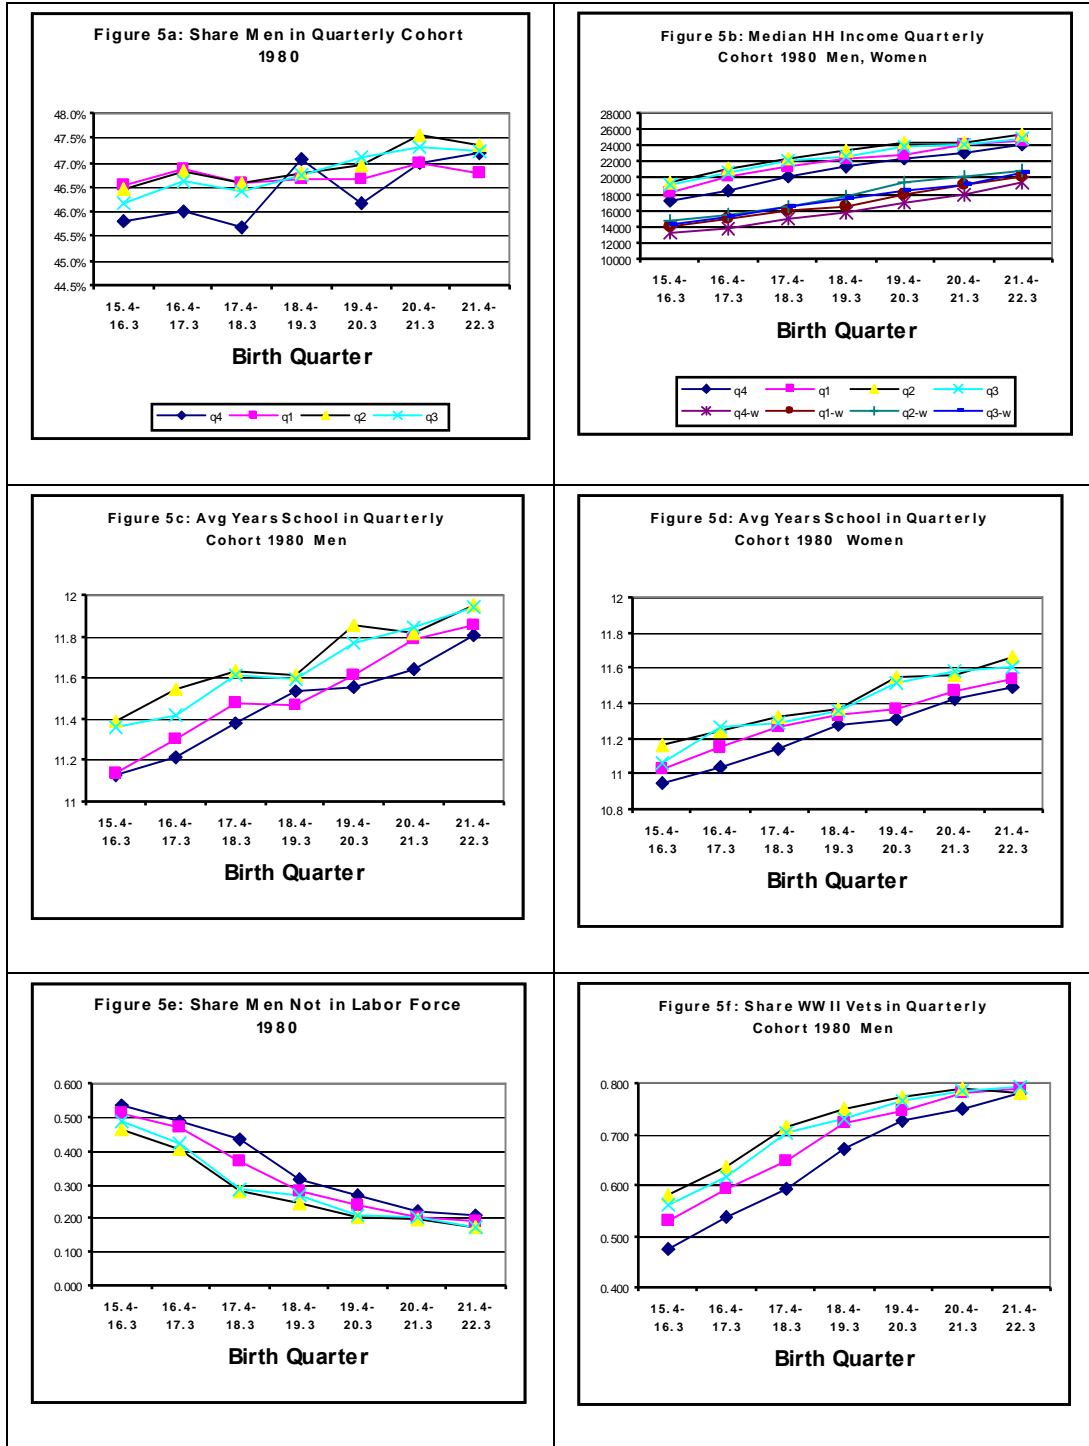 Figure 5a: Share Men in Quarterly Cohort
1980
48.0%
47.5%
47.0%
46.5%
46.0%
45.5%
45.0%
44.5%
15.4- 16.4- 17.4- 18.4- 19.4- 20.4- 21.4-
16.3 17.3 18.3 19.3 20.3 21.3 22.3
Birth Quarter
q4 q1 q2 q3
Figure 5b: Median HH Income Quarterly
Cohort 1980 Men, Women
28000
26000
24000
22000
20000
18000
16000
14000
12000
10000
15.4- 16.4- 17.4- 18.4- 19.4- 20.4- 21.4-
16.3 17.3 18.3 19.3 20.3 21.3 22.3
Birth Quarter
q4 q1 q2 q3
q4-w q1-w q2-w q3-w
Figure 5c: Avg Years School in Quarterly
Cohort 1980 Men
12
11.8
11.6
11.4
11.2
11
15.4- 16.4- 17.4- 18.4- 19.4- 20.4- 21.4-
16.3 17.3 18.3 19.3 20.3 21.3 22.3
Birth Quarter
Figure 5d: Avg Years School in Quarterly
Cohort 1980 Women
12
11.8
11.6
11.4
11.2
11
10.8
15.4- 16.4- 17.4- 18.4- 19.4- 20.4- 21.4-
16.3 17.3 18.3 19.3 20.3 21.3 22.3
Birth Quarter
Figure 5e: Share Men Not in Labor Force
1980
0.600
0.500
0.400
0.300
0.200
0.100
0.000
15.4- 16.4- 17.4- 18.4- 19.4- 20.4- 21.4-
16.3 17.3 18.3 19.3 20.3 21.3 22.3
Birth Quarter
Figure 5f: Share WW II Vets in Quarterly
Cohort 1980 Men
0.800
0.700
0.600
0.500
0.400
15.4- 16.4- 17.4- 18.4- 19.4- 20.4- 21.4-
16.3 17.3 18.3 19.3 20.3 21.3 22.3
Birth Quarter